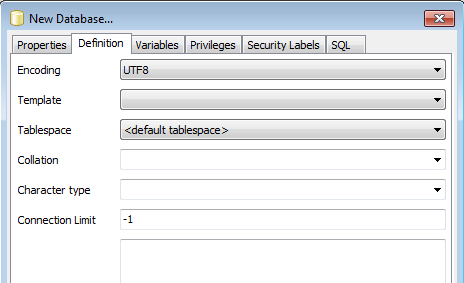 New Database...
Properties Definition Variables Privileges Security Labels SQL
Encoding UTF8
Template
Tablespace <default tablespace>
Collation
Character type
Connection Limit -1